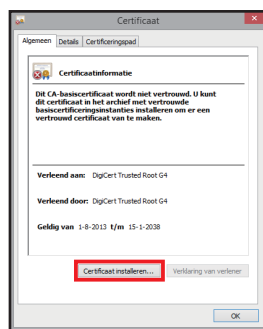 Certificaat
Algemeen Details Certificeringspad
Certificaatinformatie
Dit CA-basiscertificaat wordt niet vertrouwd. U kunt
dit certificaat in het archief met vertrouwde
basiscertificeringsinstanties installeren om er een
vertrouwd certificaat van te maken.
Verleend aan: DigiCert Trusted Root G4
Verleend door: DigiCert Trusted Root G4
Geldig van 1-8-2013 t/m 15-1-2038
Certificaat installeren... Verklaring van verlener
OK